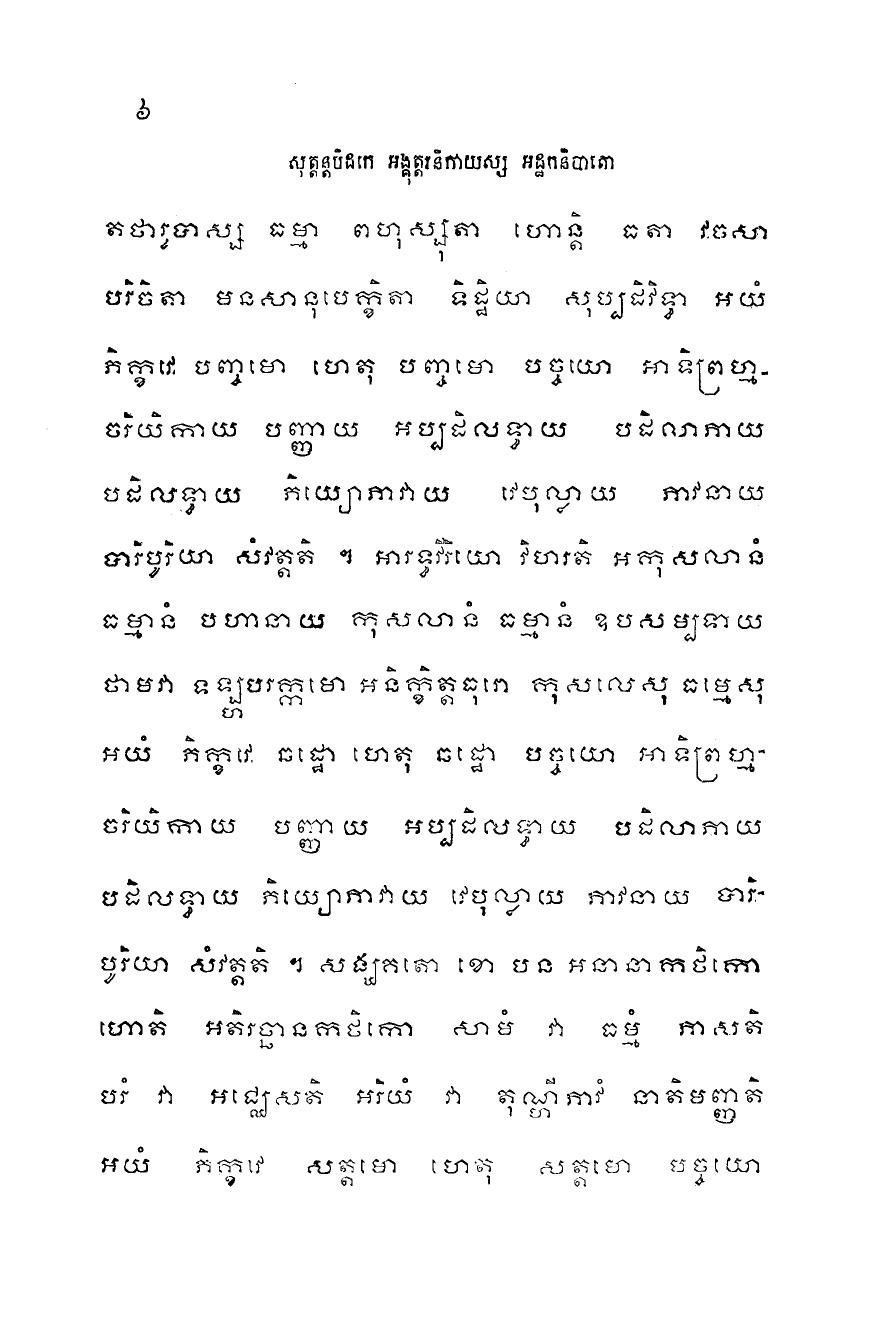 ៦
សុត្តន្តបិដកេ អង្គុត្តរនិកាយស្ស អដ្ឋកនិបាតោ
តថារូបាស្ស ធម្មា ពហុស្សុតា ហោន្តិ ធតា វចសា
បរិចិតា មនសានុបេក្ខិតា ទិដ្ឋិយា សុប្បដិវិទ្ធា អយំ
ភិក្ខវេ បញ្ចមោ ហេតុ បញ្ចមោ បច្ចយោ អាទិព្រហ្ម-
ចរិយិកាយ បញ្ញាយ អប្បដិលទ្ធាយ បដិលាភាយ
បដិលទ្ធាយ ភិយ្យោភាវាយ វេបុល្លាយ ភាវនាយ
បារិបូរិយា សំវត្តតិ ។ អារទ្ធវីរិយោ វិហរតិ អកុសលានំ
ធម្មានំ បហានាយ កុសលានំ ធម្មានំ ឧបសម្បទាយ
ថាមវា ទឡ្ហបរក្កមោ អនិក្ខិត្តធុរោ កុសលេសុ ធម្មេសុ
អយំ ភិក្ខវេ ឆដ្ឋោ ហេតុ ឆដ្ឋោ បច្ចយោ អាទិព្រហ្ម-
ចរិយិកាយ បញ្ញាយ អប្បដិលទ្ធាយ បដិលាភាយ
បដិលទ្ធាយ ភិយ្យោភាវាយ វេបុល្លាយ ភាវនាយ បារិ-
បូរិយា សំវត្តតិ ។ សង្ឃគតោ ខោ បន អនានាកថិកោ
ហោតិ អតិរច្ឆានកថិកោ សាមំ វា ធម្មំ ភាសតិ
បរំ វា អជ្ឈេសតិ អរិយំ វា តុណ្ហីភាវំ នាតិមញ្ញតិ
អយំ ភិក្ខវេ សត្តមោ ហេតុ សត្តមោ បច្ចយោ